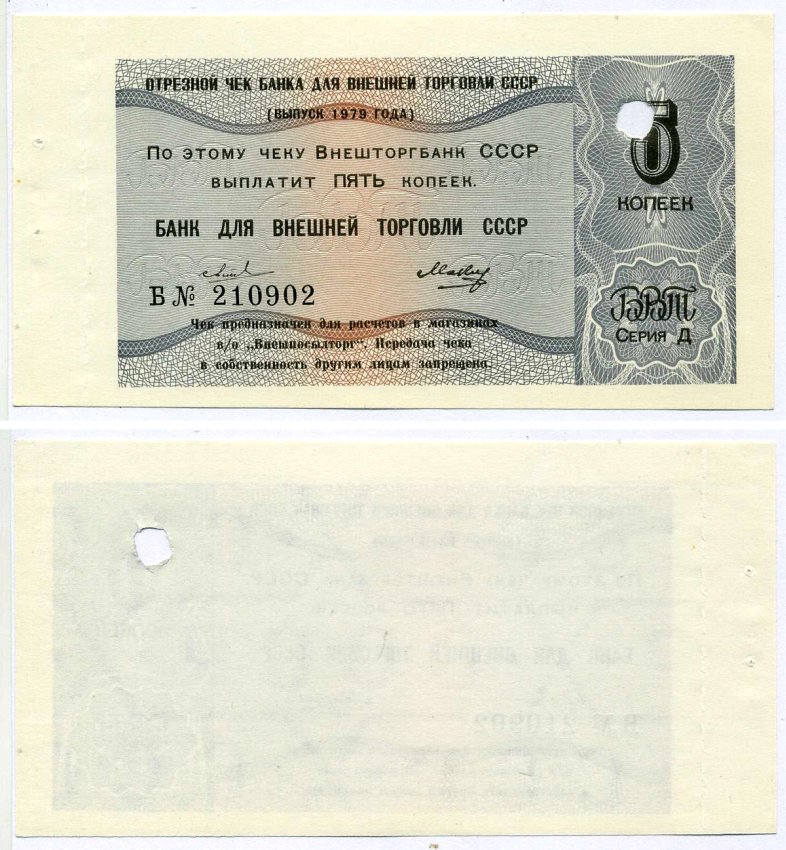 ОТРЕЗНОЙ ЧЕК БАНКА ДЛЯ ВНЕШНЕЙ ТОРГОВЛИ СССР
(ВЫПУСК 1979 ГОДА)
ПО ЭТОМУ ЧЕКУ ВНЕШТОРГБАНК СССР
ВЫПЛАТИТ ПЯТЬ КОПЕЕК.
БАНК ДЛЯ ВНЕШНЕЙ ТОРГОВЛИ СССР
Б № 210902
Чек предназначен для расчетов в магазинах
в/о „Внешпосылторг“. Передача чека
в собственность другим лицам запрещена.
5
КОПЕЕК
БВТ
СЕРИЯ Д